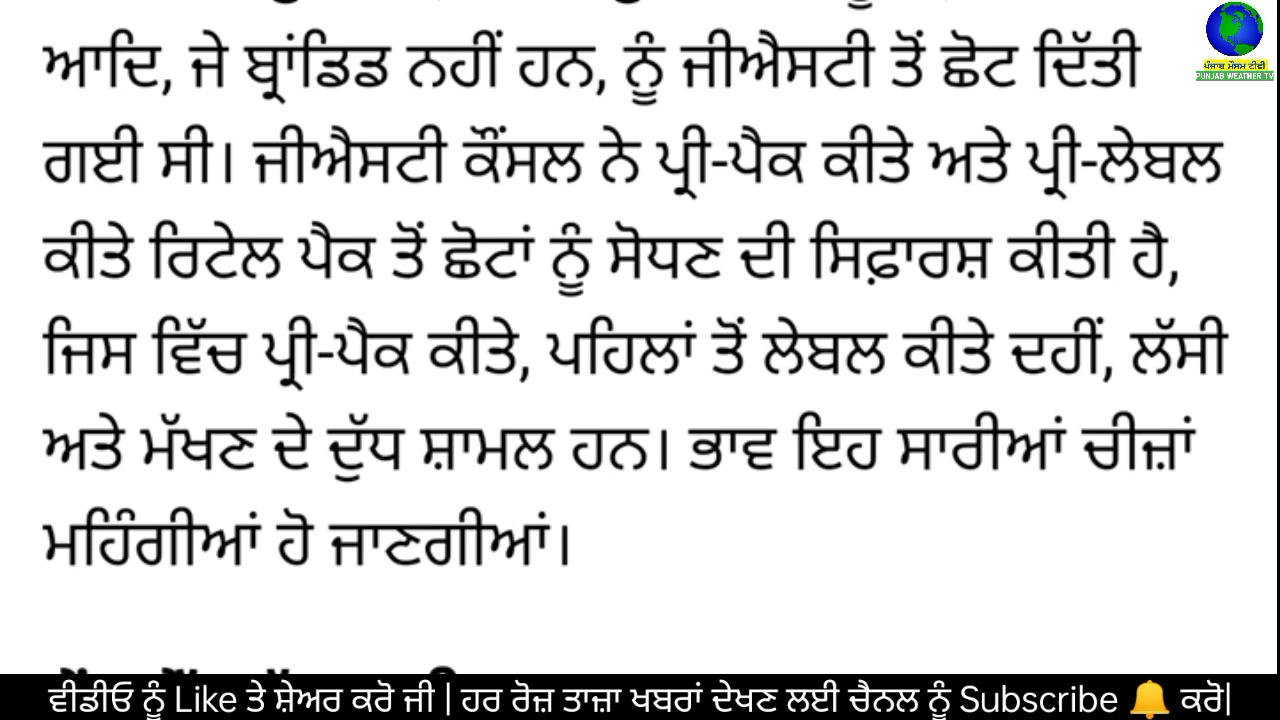 ਪੰਜਾਬ ਮੌਸਮ ਟੀਵੀ
PUNJAB WEATHER TV
ਆਦਿ, ਜੇ ਬ੍ਰਾਂਡਿਡ ਨਹੀਂ ਹਨ, ਨੂੰ ਜੀਐਸਟੀ ਤੋਂ ਛੋਟ ਦਿੱਤੀ
ਗਈ ਸੀ। ਜੀਐਸਟੀ ਕੌਂਸਲ ਨੇ ਪ੍ਰੀ-ਪੈਕ ਕੀਤੇ ਅਤੇ ਪ੍ਰੀ-ਲੇਬਲ
ਕੀਤੇ ਰਿਟੇਲ ਪੈਕ ਤੋਂ ਛੋਟਾਂ ਨੂੰ ਸੋਧਣ ਦੀ ਸਿਫ਼ਾਰਸ਼ ਕੀਤੀ ਹੈ,
ਜਿਸ ਵਿੱਚ ਪ੍ਰੀ-ਪੈਕ ਕੀਤੇ, ਪਹਿਲਾਂ ਤੋਂ ਲੇਬਲ ਕੀਤੇ ਦਹੀਂ, ਲੱਸੀ
ਅਤੇ ਮੱਖਣ ਦੇ ਦੁੱਧ ਸ਼ਾਮਲ ਹਨ। ਭਾਵ ਇਹ ਸਾਰੀਆਂ ਚੀਜ਼ਾਂ
ਮਹਿੰਗੀਆਂ ਹੋ ਜਾਣਗੀਆਂ।
ਵੀਡੀਓ ਨੂੰ Like ਤੇ ਸ਼ੇਅਰ ਕਰੋ ਜੀ | ਹਰ ਰੋਜ਼ ਤਾਜ਼ਾ ਖਬਰਾਂ ਦੇਖਣ ਲਈ ਚੈਨਲ ਨੂੰ Subscribe 🔔 ਕਰੋ|